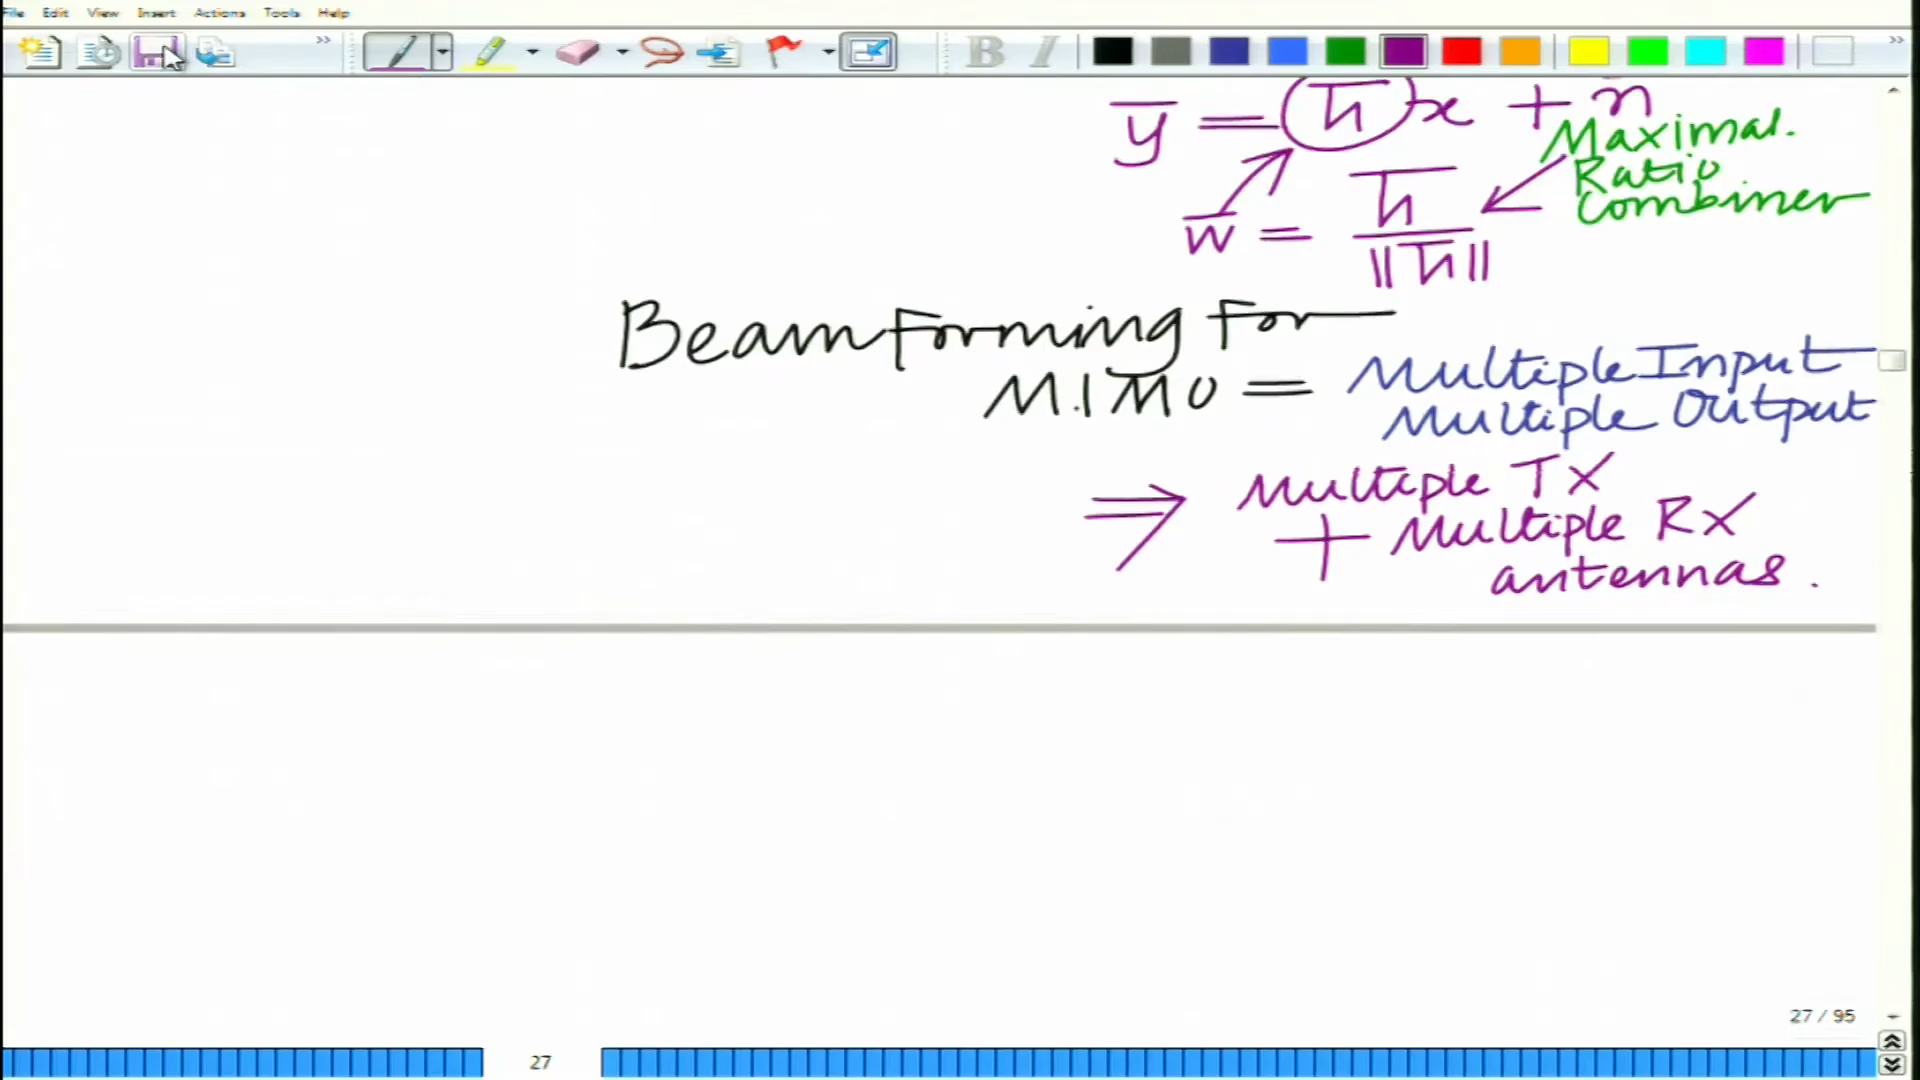 File Edit View Insert Actions Tools Help
B I
y̅ = h̅x + n̅
Maximal.
Ratio
Combiner
w̅ = h̅ / ||h̅||
Beamforming for
MIMO = Multiple Input
Multiple Output
⇒ Multiple TX
+ Multiple RX
antennas.
27 / 95
27